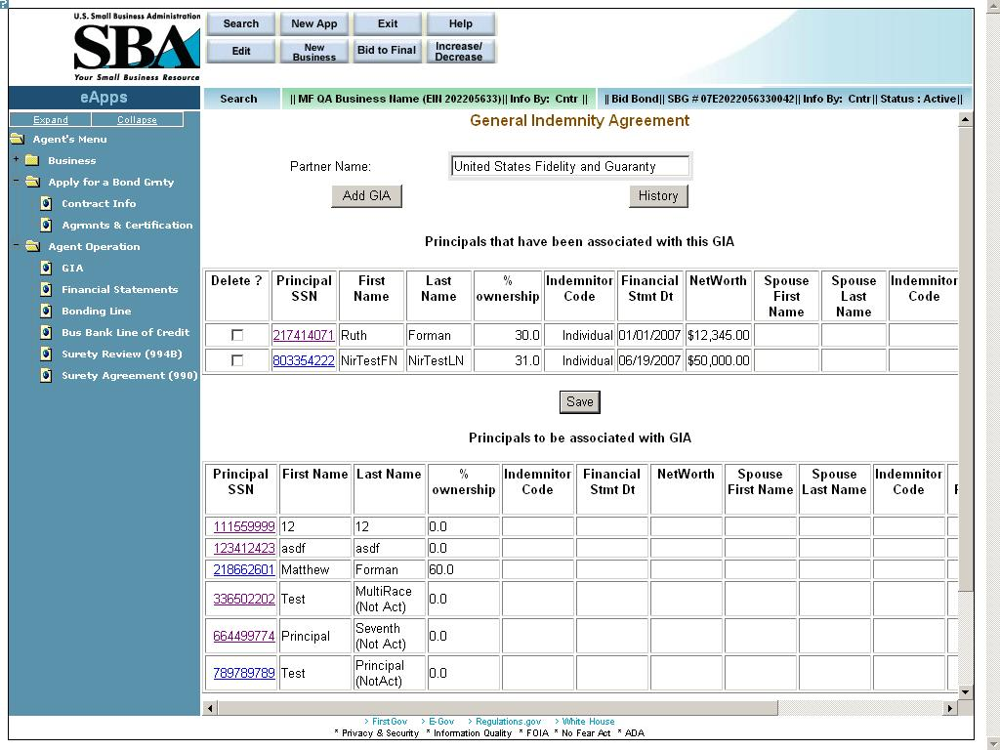 U.S. Small Business Administration
SBA
Your Small Business Resource
Search New App Exit Help
Edit New Business Bid to Final Increase/ Decrease
eApps
Search || MF QA Business Name (EIN 202205633)|| Info By: Cntr || || Bid Bond|| SBG # 07E2022056330042|| Info By: Cntr|| Status : Active||
Expand Collapse
Agent's Menu
+ Business
- Apply for a Bond Grnty
Contract Info
Agrmnts & Certification
- Agent Operation
GIA
Financial Statements
Bonding Line
Bus Bank Line of Credit
Surety Review (994B)
Surety Agreement (990)
General Indemnity Agreement
Partner Name: United States Fidelity and Guaranty
Add GIA History
Principals that have been associated with this GIA
Delete ? Principal SSN First Name Last Name % ownership Indemnitor Code Financial Stmt Dt NetWorth Spouse First Name Spouse Last Name Indemnitor Code
217414071 Ruth Forman 30.0 Individual 01/01/2007 $12,345.00
803354222 NirTestFN NirTestLN 31.0 Individual 06/19/2007 $50,000.00
Save
Principals to be associated with GIA
Principal SSN First Name Last Name % ownership Indemnitor Code Financial Stmt Dt NetWorth Spouse First Name Spouse Last Name Indemnitor Code
111559999 12 12 0.0
123412423 asdf asdf 0.0
218662601 Matthew Forman 60.0
336502202 Test MultiRace (Not Act) 0.0
664499774 Principal Seventh (Not Act) 0.0
789789789 Test Principal (NotAct) 0.0
> FirstGov > E-Gov > Regulations.gov > White House
* Privacy & Security * Information Quality * FOIA * No Fear Act * ADA